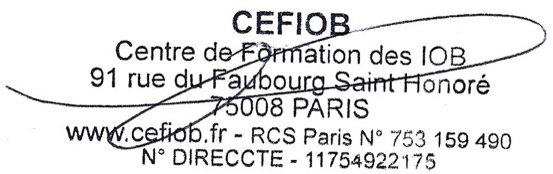 CEFIOB
Centre de Formation des IOB
91 rue du Faubourg Saint Honoré
75008 PARIS
www.cefiob.fr - RCS Paris N° 753 159 490
N° DIRECCTE - 11754922175